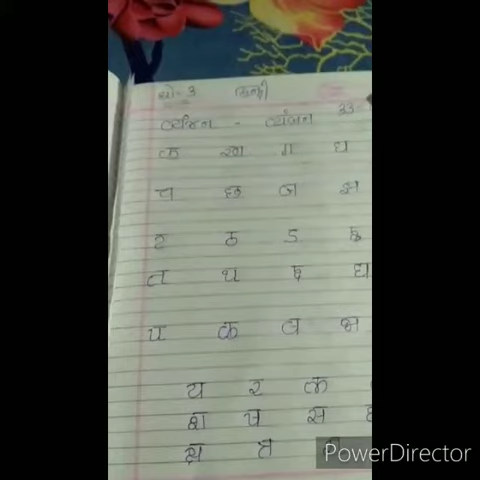 व्यंजन - व्यंजन 33
क ख ग घ
च छ ज झ
ट ठ ड ढ
त थ द ध
प फ ब भ
य र ल
श ष स ह
क्ष त्र
PowerDirector